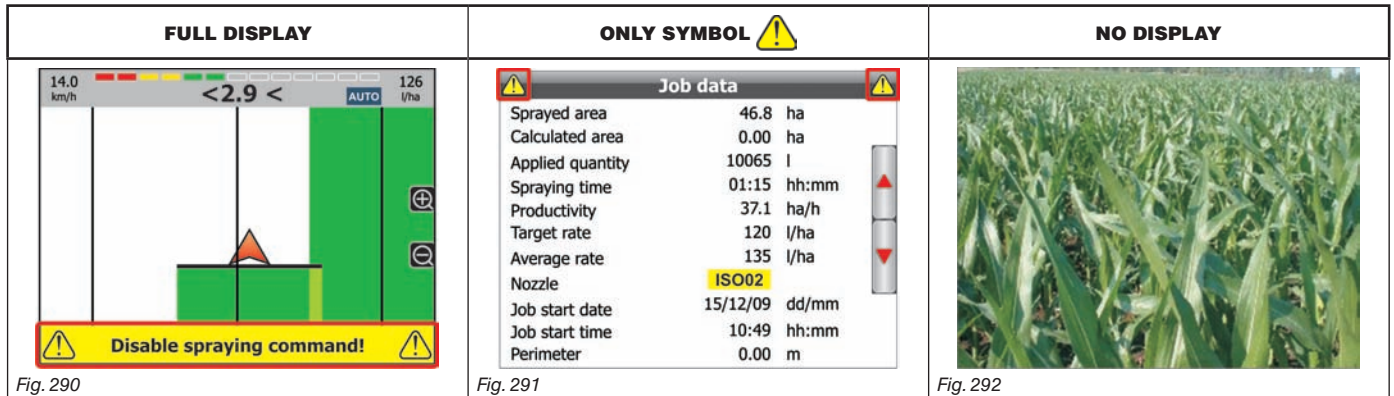 FULL DISPLAY
ONLY SYMBOL
NO DISPLAY
14.0
km/h
<2.9 <
AUTO
126
l/ha
Disable spraying command!
Fig. 290
Job data
Sprayed area 46.8 ha
Calculated area 0.00 ha
Applied quantity 10065 l
Spraying time 01:15 hh:mm
Productivity 37.1 ha/h
Target rate 120 l/ha
Average rate 135 l/ha
Nozzle ISO02
Job start date 15/12/09 dd/mm
Job start time 10:49 hh:mm
Perimeter 0.00 m
Fig. 291
Fig. 292